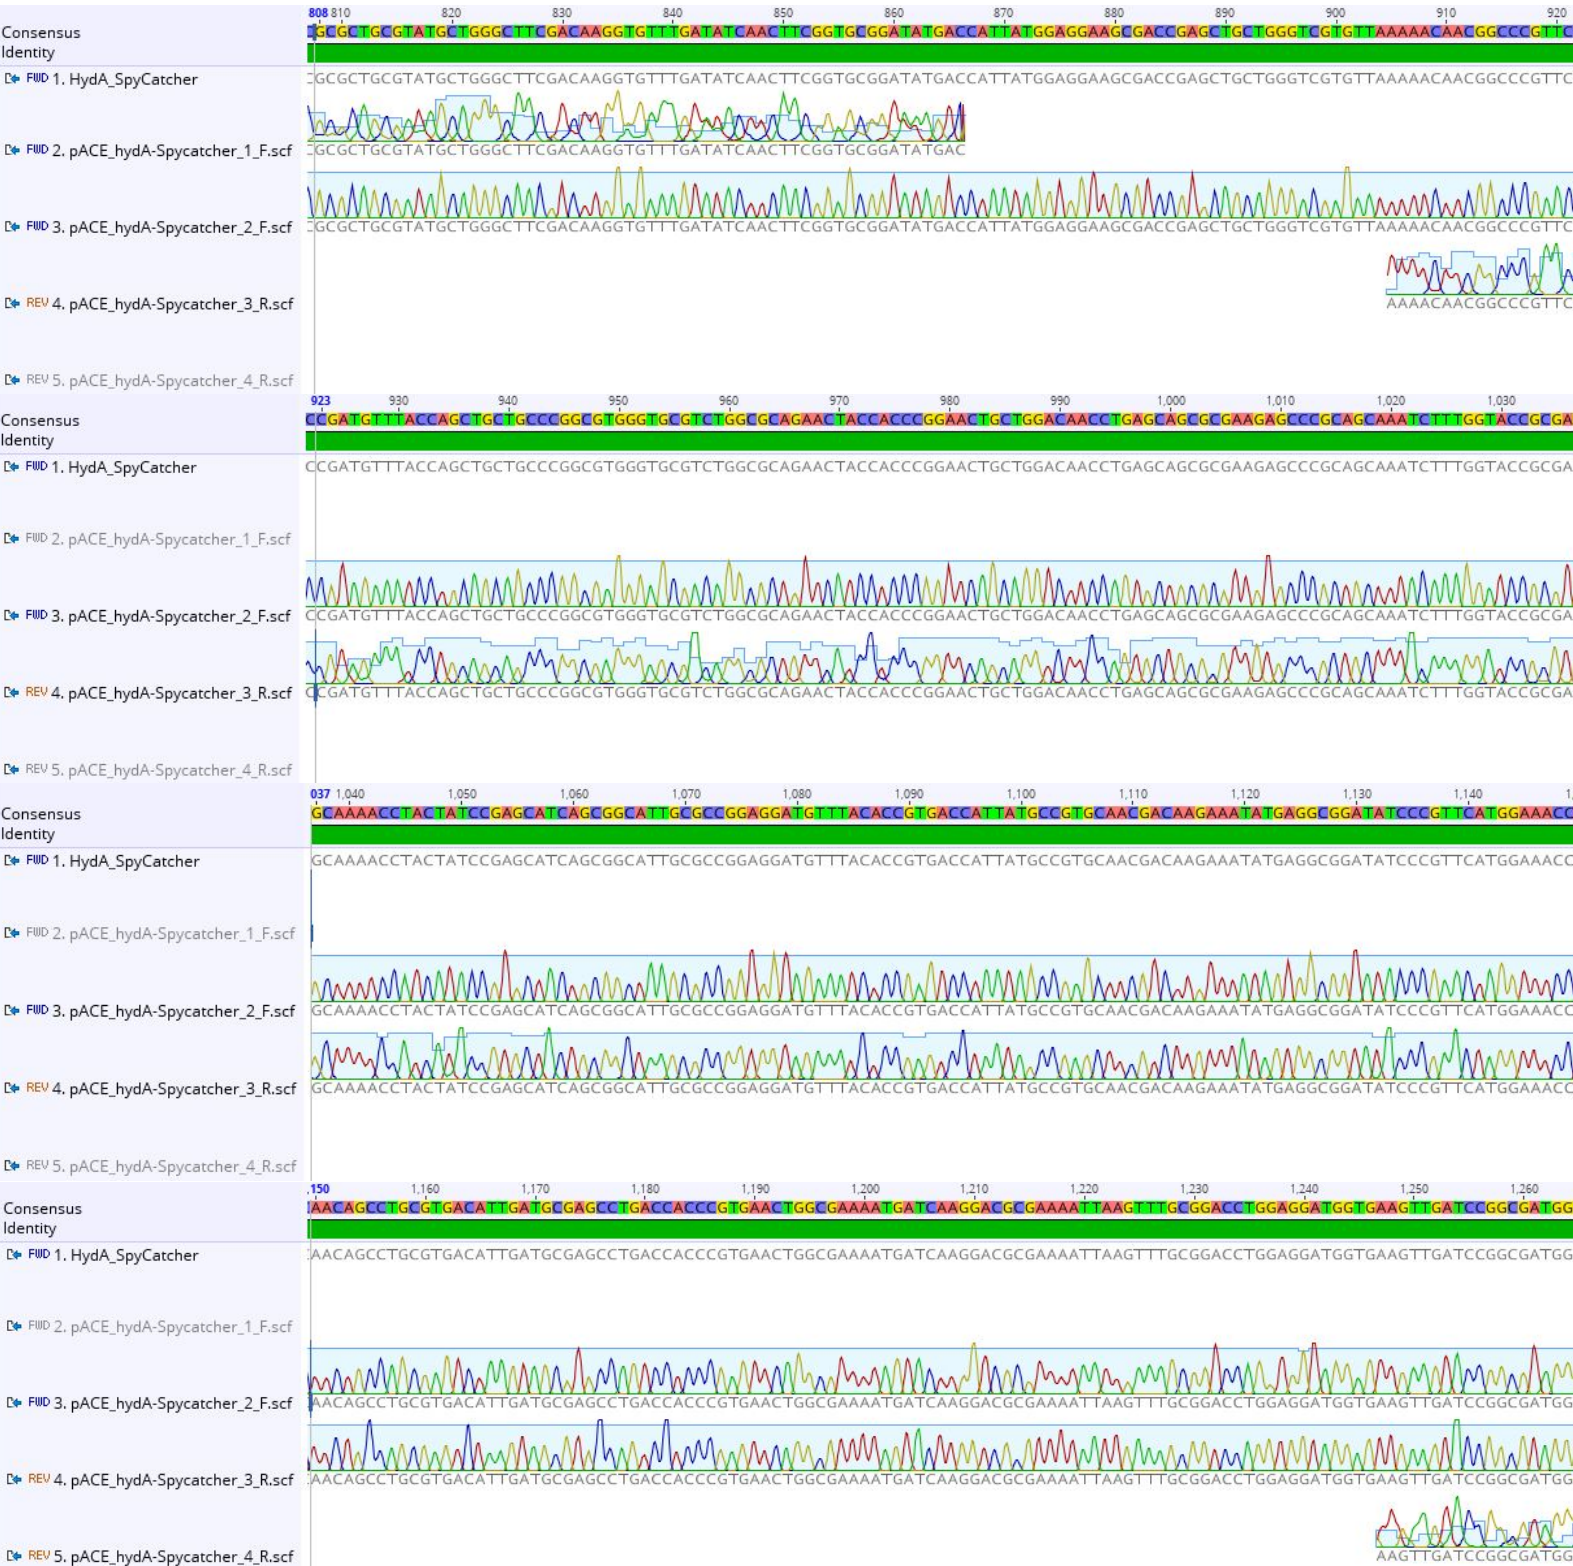 808 810 820 830 840 850 860 870 880 890 900 910 920
Consensus CGCGCTGCGTATGCTGGGCTTCGACAAGGTGTTTGATATCAACTTCGGTGCGGATATGACCATTATGGAGGAAGCGACCGAGCTGCTGGGTCGTGTTAAAAACAACGGCCCGTTC
Identity
FWD 1. HydA_SpyCatcher CGCGCTGCGTATGCTGGGCTTCGACAAGGTGTTTGATATCAACTTCGGTGCGGATATGACCATTATGGAGGAAGCGACCGAGCTGCTGGGTCGTGTTAAAAACAACGGCCCGTTC
FWD 2. pACE_hydA-Spycatcher_1_F.scf CGCGCTGCGTATGCTGGGCTTCGACAAGGTGTTTGATATCAACTTCGGTGCGGATATGAC
FWD 3. pACE_hydA-Spycatcher_2_F.scf CGCGCTGCGTATGCTGGGCTTCGACAAGGTGTTTGATATCAACTTCGGTGCGGATATGACCATTATGGAGGAAGCGACCGAGCTGCTGGGTCGTGTTAAAAACAACGGCCCGTTC
REV 4. pACE_hydA-Spycatcher_3_R.scf AAAACAACGGCCCGTTC
REV 5. pACE_hydA-Spycatcher_4_R.scf
923 930 940 950 960 970 980 990 1,000 1,010 1,020 1,030
Consensus CCGATGTTTACCAGCTGCTGCCCGGCGTGGGTGCGTCTGGCGCAGAACTACCACCCGGAACTGCTGGACAACCTGAGCAGCGCGAAGAGCCCGCAGCAAATCTTTGGTACCGCGA
Identity
FWD 1. HydA_SpyCatcher CCGATGTTTACCAGCTGCTGCCCGGCGTGGGTGCGTCTGGCGCAGAACTACCACCCGGAACTGCTGGACAACCTGAGCAGCGCGAAGAGCCCGCAGCAAATCTTTGGTACCGCGA
FWD 2. pACE_hydA-Spycatcher_1_F.scf
FWD 3. pACE_hydA-Spycatcher_2_F.scf CCGATGTTTACCAGCTGCTGCCCGGCGTGGGTGCGTCTGGCGCAGAACTACCACCCGGAACTGCTGGACAACCTGAGCAGCGCGAAGAGCCCGCAGCAAATCTTTGGTACCGCGA
REV 4. pACE_hydA-Spycatcher_3_R.scf CCGATGTTTACCAGCTGCTGCCCGGCGTGGGTGCGTCTGGCGCAGAACTACCACCCGGAACTGCTGGACAACCTGAGCAGCGCGAAGAGCCCGCAGCAAATCTTTGGTACCGCGA
REV 5. pACE_hydA-Spycatcher_4_R.scf
037 1,040 1,050 1,060 1,070 1,080 1,090 1,100 1,110 1,120 1,130 1,140
Consensus GCAAAACCTACTATCCGAGCATCAGCGGCATTGCGCCGGAGGATGTTTACACCGTGACCATTATGCCGTGCAACGACAAGAAATATGAGGCGGATATCCCGTTCATGGAAACC
Identity
FWD 1. HydA_SpyCatcher GCAAAACCTACTATCCGAGCATCAGCGGCATTGCGCCGGAGGATGTTTACACCGTGACCATTATGCCGTGCAACGACAAGAAATATGAGGCGGATATCCCGTTCATGGAAACC
FWD 2. pACE_hydA-Spycatcher_1_F.scf
FWD 3. pACE_hydA-Spycatcher_2_F.scf GCAAAACCTACTATCCGAGCATCAGCGGCATTGCGCCGGAGGATGTTTACACCGTGACCATTATGCCGTGCAACGACAAGAAATATGAGGCGGATATCCCGTTCATGGAAACC
REV 4. pACE_hydA-Spycatcher_3_R.scf GCAAAACCTACTATCCGAGCATCAGCGGCATTGCGCCGGAGGATGTTTACACCGTGACCATTATGCCGTGCAACGACAAGAAATATGAGGCGGATATCCCGTTCATGGAAACC
REV 5. pACE_hydA-Spycatcher_4_R.scf
,150 1,160 1,170 1,180 1,190 1,200 1,210 1,220 1,230 1,240 1,250 1,260
Consensus AACAGCCTGCGTGACATTGATGCGAGCCTGACCACCCGTGAACTGGCGAAAATGATCAAGGACGCGAAAATTAAGTTTGCGGACCTGGAGGATGGTGAAGTTGATCCGGCGATGG
Identity
FWD 1. HydA_SpyCatcher AACAGCCTGCGTGACATTGATGCGAGCCTGACCACCCGTGAACTGGCGAAAATGATCAAGGACGCGAAAATTAAGTTTGCGGACCTGGAGGATGGTGAAGTTGATCCGGCGATGG
FWD 2. pACE_hydA-Spycatcher_1_F.scf
FWD 3. pACE_hydA-Spycatcher_2_F.scf AACAGCCTGCGTGACATTGATGCGAGCCTGACCACCCGTGAACTGGCGAAAATGATCAAGGACGCGAAAATTAAGTTTGCGGACCTGGAGGATGGTGAAGTTGATCCGGCGATGG
REV 4. pACE_hydA-Spycatcher_3_R.scf AACAGCCTGCGTGACATTGATGCGAGCCTGACCACCCGTGAACTGGCGAAAATGATCAAGGACGCGAAAATTAAGTTTGCGGACCTGGAGGATGGTGAAGTTGATCCGGCGATGG
REV 5. pACE_hydA-Spycatcher_4_R.scf AAGTTGATCCGGCGATGG